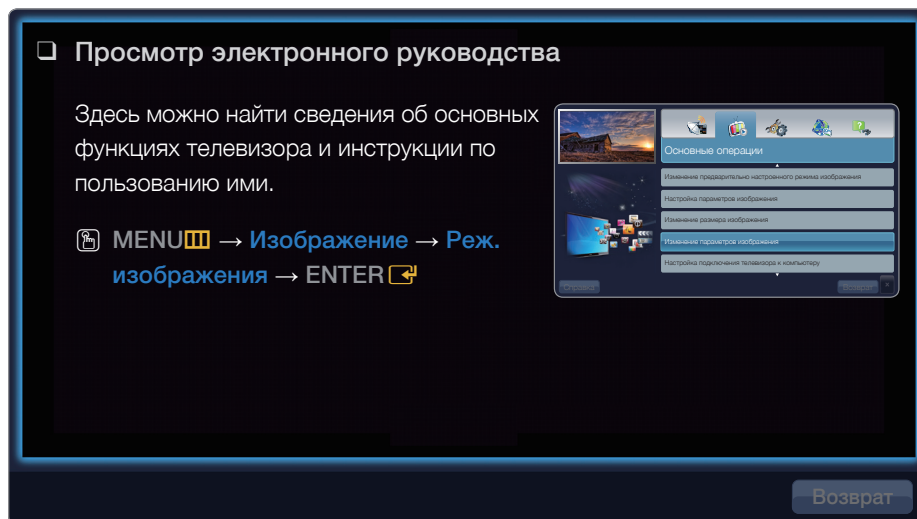 Просмотр электронного руководства
Здесь можно найти сведения об основных
функциях телевизора и инструкции по
пользованию ими.
MENU → Изображение → Реж.
изображения → ENTER
Основные операции
Изменение предварительно настроенного режима изображения
Настройка параметров изображения
Изменение размера изображения
Изменение параметров изображения
Настройка подключения телевизора к компьютеру
Справка
Возврат
Возврат